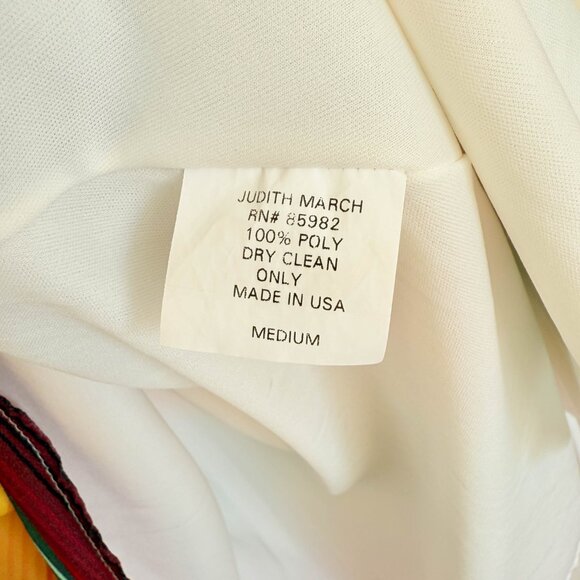 JUDITH MARCH
RN# 85982
100% POLY
DRY CLEAN
ONLY
MADE IN USA
MEDIUM